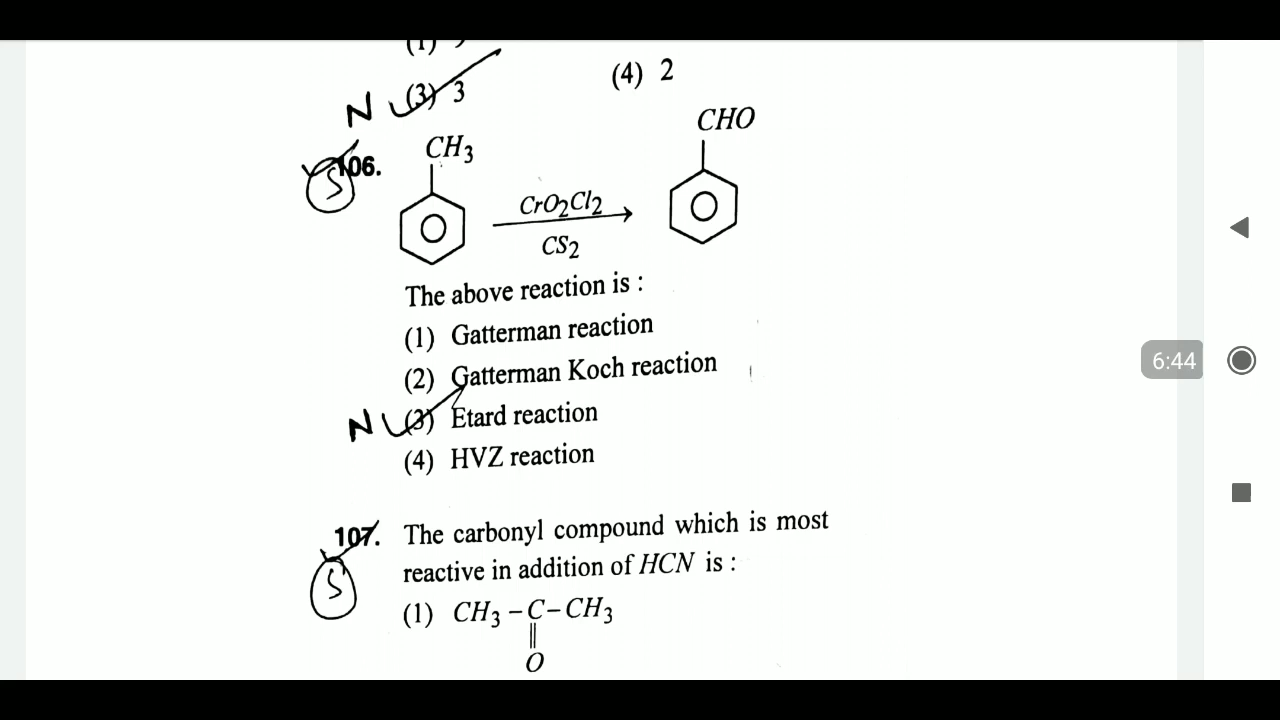 (4) 2
N (3) 3
CHO
CH3
S 106.
CrO2Cl2
CS2
The above reaction is :
(1) Gatterman reaction
(2) Gatterman Koch reaction
N (3) Etard reaction
(4) HVZ reaction
6:44
107. The carbonyl compound which is most
S reactive in addition of HCN is :
(1) CH3 – C – CH3
O